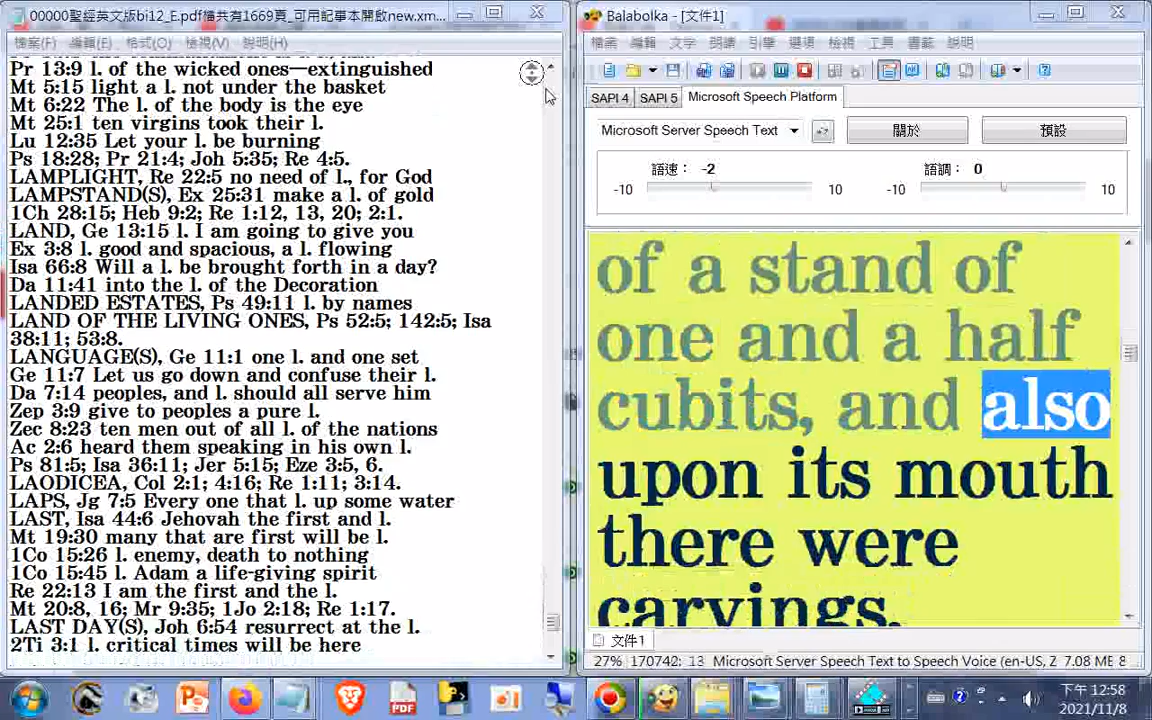 00000聖經英文版bi12_E.pdf檔共有1669頁_可用記事本開啟new.xm...
檔案(F) 編輯(E) 格式(O) 檢視(V) 說明(H)
Pr 13:9 l. of the wicked ones—extinguished
Mt 5:15 light a l. not under the basket
Mt 6:22 The l. of the body is the eye
Mt 25:1 ten virgins took their l.
Lu 12:35 Let your l. be burning
Ps 18:28; Pr 21:4; Joh 5:35; Re 4:5.
LAMPLIGHT, Re 22:5 no need of l., for God
LAMPSTAND(S), Ex 25:31 make a l. of gold
1Ch 28:15; Heb 9:2; Re 1:12, 13, 20; 2:1.
LAND, Ge 13:15 l. I am going to give you
Ex 3:8 l. good and spacious, a l. flowing
Isa 66:8 Will a l. be brought forth in a day?
Da 11:41 into the l. of the Decoration
LANDED ESTATES, Ps 49:11 l. by names
LAND OF THE LIVING ONES, Ps 52:5; 142:5; Isa
38:11; 53:8.
LANGUAGE(S), Ge 11:1 one l. and one set
Ge 11:7 Let us go down and confuse their l.
Da 7:14 peoples, and l. should all serve him
Zep 3:9 give to peoples a pure l.
Zec 8:23 ten men out of all l. of the nations
Ac 2:6 heard them speaking in his own l.
Ps 81:5; Isa 36:11; Jer 5:15; Eze 3:5, 6.
LAODICEA, Col 2:1; 4:16; Re 1:11; 3:14.
LAPS, Jg 7:5 Every one that l. up some water
LAST, Isa 44:6 Jehovah the first and l.
Mt 19:30 many that are first will be l.
1Co 15:26 l. enemy, death to nothing
1Co 15:45 l. Adam a life-giving spirit
Re 22:13 I am the first and the l.
Mt 20:8, 16; Mr 9:35; 1Jo 2:18; Re 1:17.
LAST DAY(S), Joh 6:54 resurrect at the l.
2Ti 3:1 l. critical times will be here
Balabolka - [文件1]
檔案 編輯 文字 朗讀 引擎 選項 檢視 工具 書籤 說明
SAPI 4 SAPI 5 Microsoft Speech Platform
Microsoft Server Speech Text 關於 預設
語速: -2 語調: 0
-10 10 -10 10
of a stand of
one and a half
cubits, and also
upon its mouth
there were
carvings.
文件1
27% 170742: 13 Microsoft Server Speech Text to Speech Voice (en-US, Z 7.08 MB 8
下午 12:58
2021/11/8